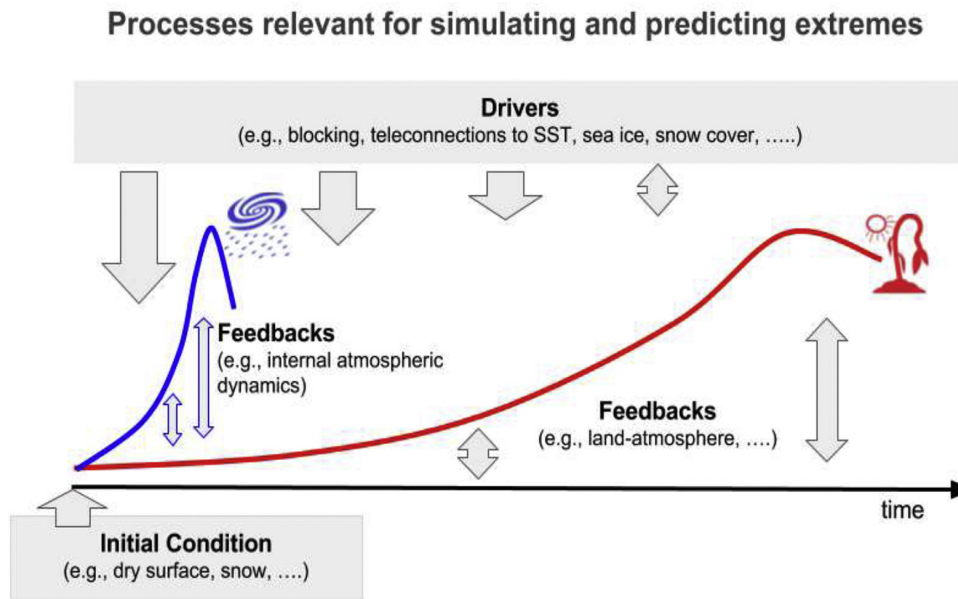 Processes relevant for simulating and predicting extremes
Drivers
(e.g., blocking, teleconnections to SST, sea ice, snow cover, .....)
Feedbacks
(e.g., internal atmospheric
dynamics)
Feedbacks
(e.g., land-atmosphere, ....)
time
Initial Condition
(e.g., dry surface, snow, ....)